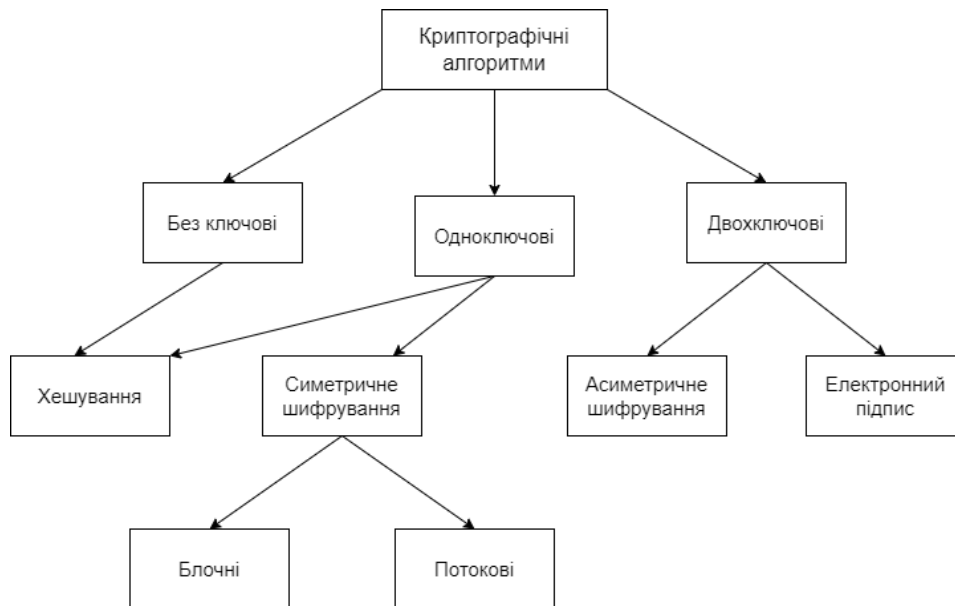 Криптографічні
алгоритми
Без ключові
Одноключові
Двохключові
Хешування
Симетричне
шифрування
Асиметричне
шифрування
Електронний
підпис
Блочні
Потокові